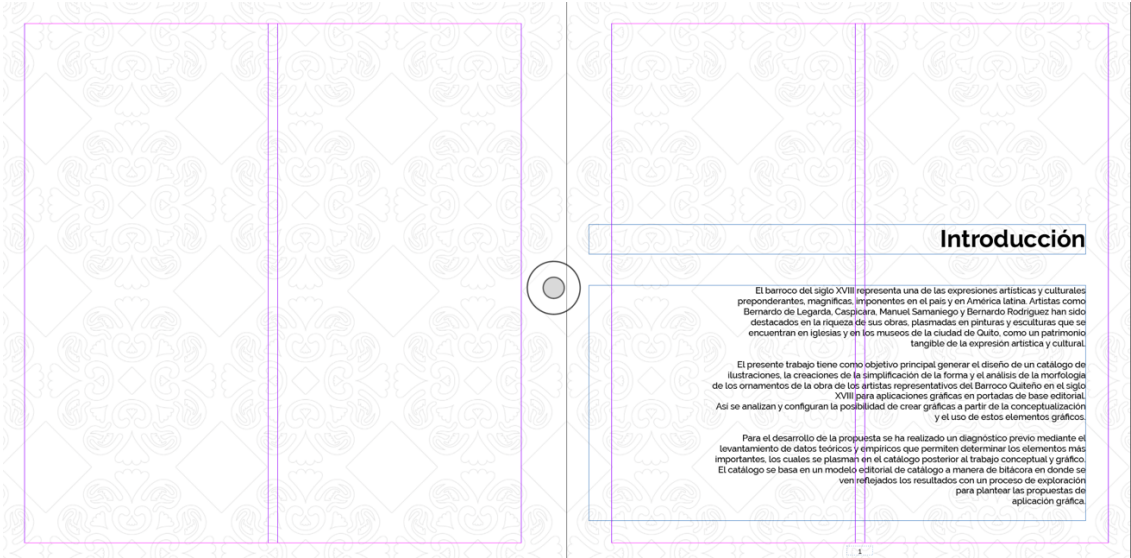 Introducción
El barroco del siglo XVIII representa una de las expresiones artísticas y culturales
preponderantes, magníficas, imponentes en el país y en América latina. Artistas como
Bernardo de Legarda, Caspicara, Manuel Samaniego y Bernardo Rodríguez han sido
destacados en la riqueza de sus obras, plasmadas en pinturas y esculturas que se
encuentran en iglesias y en los museos de la ciudad de Quito, como un patrimonio
tangible de la expresión artística y cultural.
El presente trabajo tiene como objetivo principal generar el diseño de un catálogo de
ilustraciones, la creaciones de la simplificación de la forma y el análisis de la morfología
de los ornamentos de la obra de los artistas representativos del Barroco Quiteño en el siglo
XVIII para aplicaciones gráficas en portadas de base editorial.
Así se analizan y configuran la posibilidad de crear gráficas a partir de la conceptualización
y el uso de estos elementos gráficos.
Para el desarrollo de la propuesta se ha realizado un diagnóstico previo mediante el
levantamiento de datos teóricos y empíricos que permiten determinar los elementos más
importantes, los cuales se plasman en el catálogo posterior al trabajo conceptual y gráfico.
El catálogo se basa en un modelo editorial de catálogo a manera de bitácora en donde se
ven reflejados los resultados con un proceso de exploración
para plantear las propuestas de
aplicación gráfica.
1